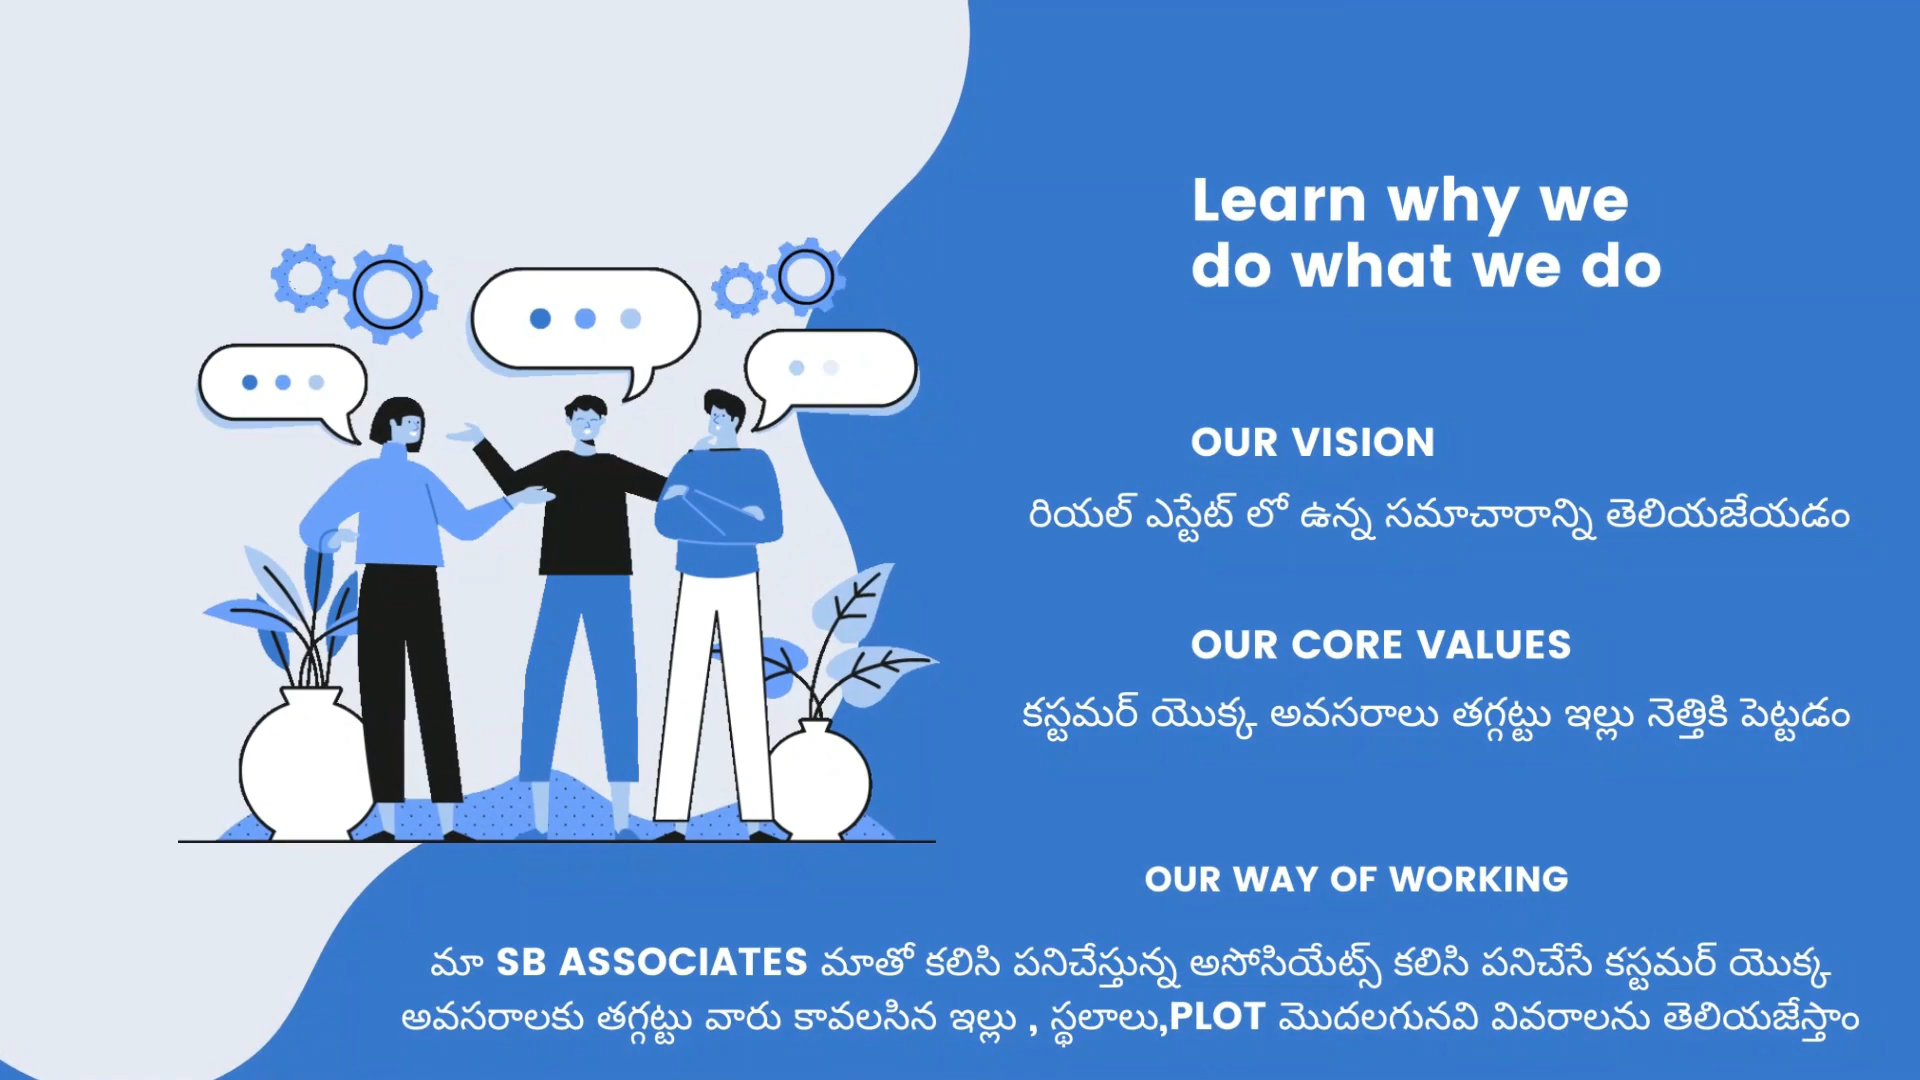 Learn why we
do what we do
OUR VISION
రియల్ ఎస్టేట్ లో ఉన్న సమాచారాన్ని తెలియజేయడం
OUR CORE VALUES
కస్టమర్ యొక్క అవసరాలు తగ్గట్టు ఇల్లు నెత్తికి పెట్టడం
OUR WAY OF WORKING
మా SB ASSOCIATES మాతో కలిసి పనిచేస్తున్న అసోసియేట్స్ కలిసి పనిచేసే కస్టమర్ యొక్క
అవసరాలకు తగ్గట్టు వారు కావలసిన ఇల్లు , స్థలాలు,PLOT మొదలగునవి వివరాలను తెలియజేస్తాం